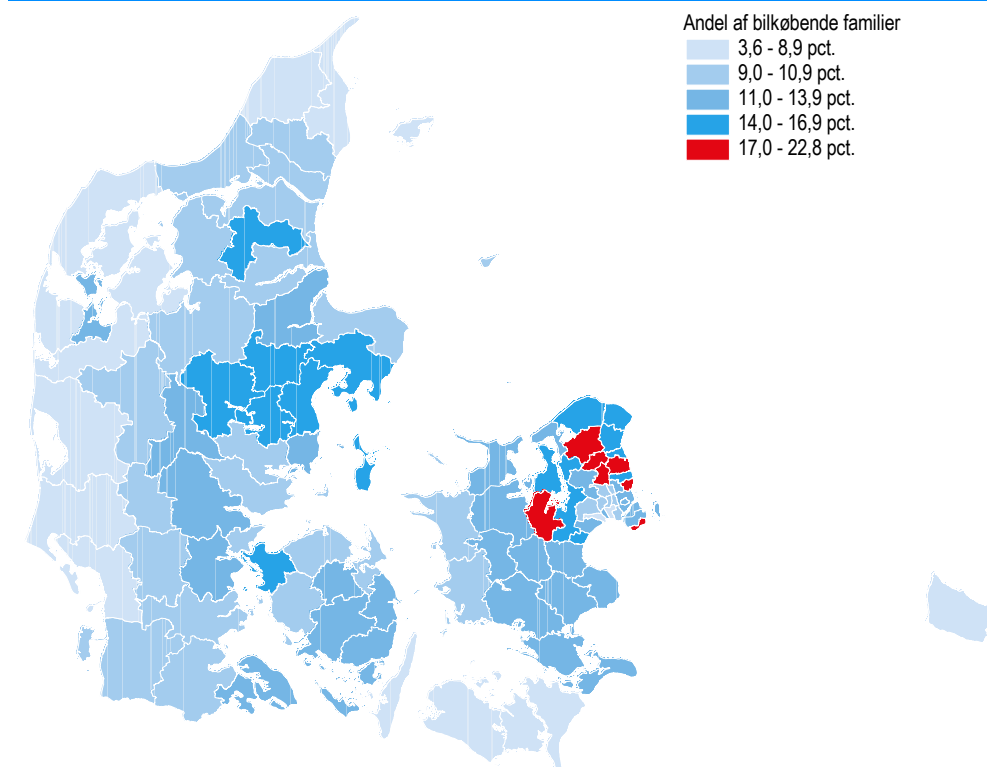 Andel af bilkøbende familier
3,6 - 8,9 pct.
9,0 - 10,9 pct.
11,0 - 13,9 pct.
14,0 - 16,9 pct.
17,0 - 22,8 pct.